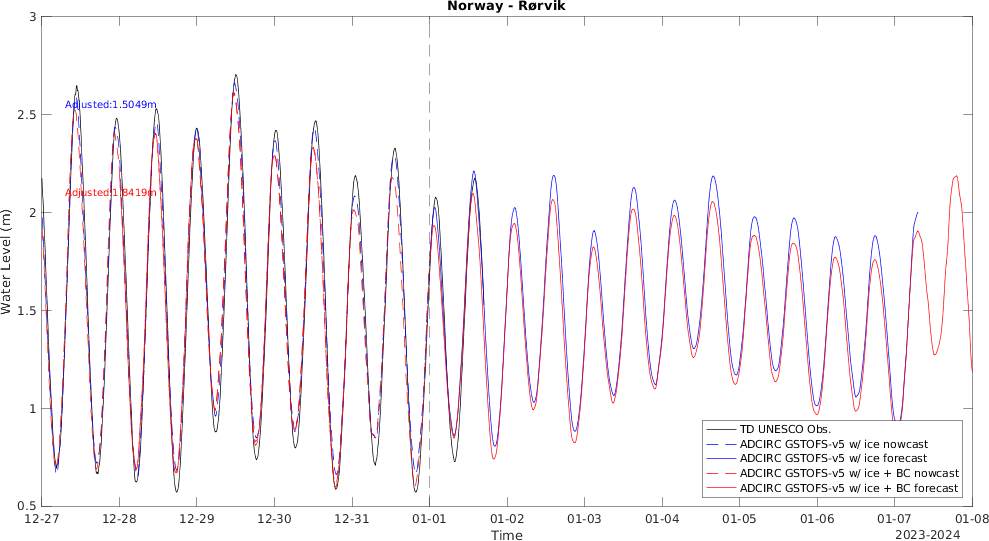 Norway - Rørvik
3
2.5
2
1.5
1
0.5
Water Level (m)
Adjusted:1.5049m
Adjusted:1.8419m
TD UNESCO Obs.
ADCIRC GSTOFS-v5 w/ ice nowcast
ADCIRC GSTOFS-v5 w/ ice forecast
ADCIRC GSTOFS-v5 w/ ice + BC nowcast
ADCIRC GSTOFS-v5 w/ ice + BC forecast
12-27 12-28 12-29 12-30 12-31 01-01 01-02 01-03 01-04 01-05 01-06 01-07 01-08
Time
2023-2024